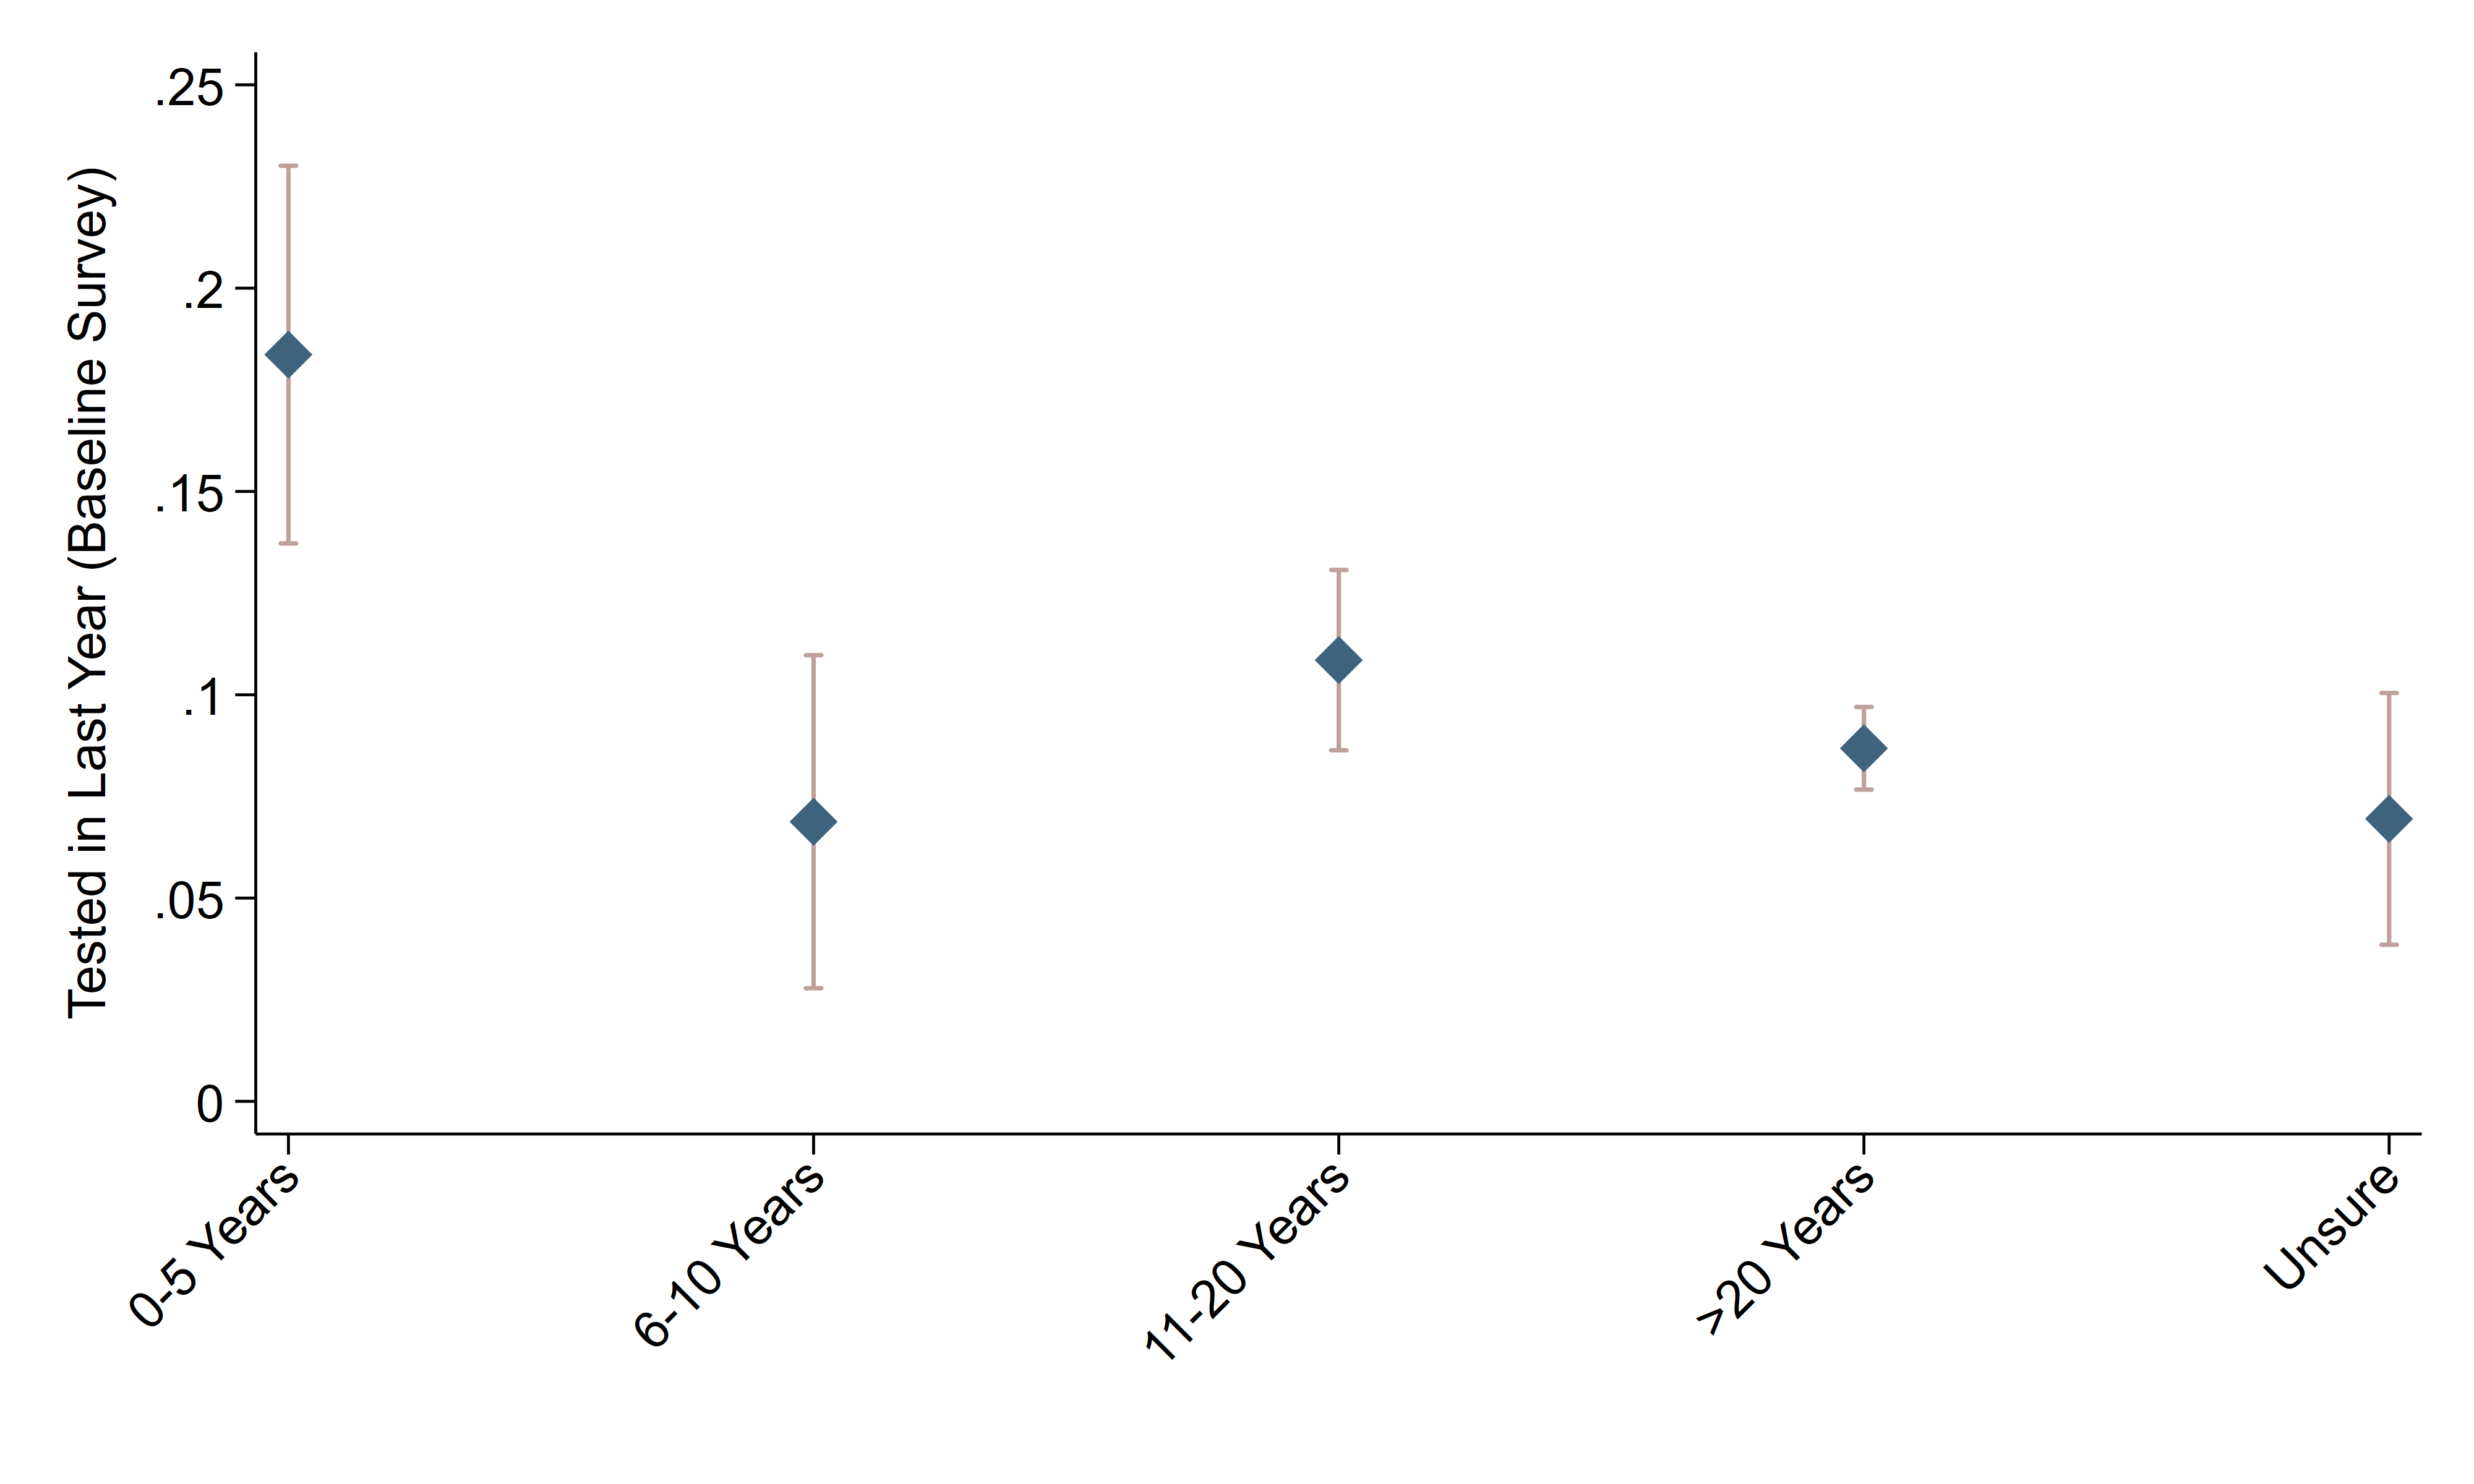 Tested in Last Year (Baseline Survey)
.25
.2
.15
.1
.05
0
0-5 Years
6-10 Years
11-20 Years
>20 Years
Unsure